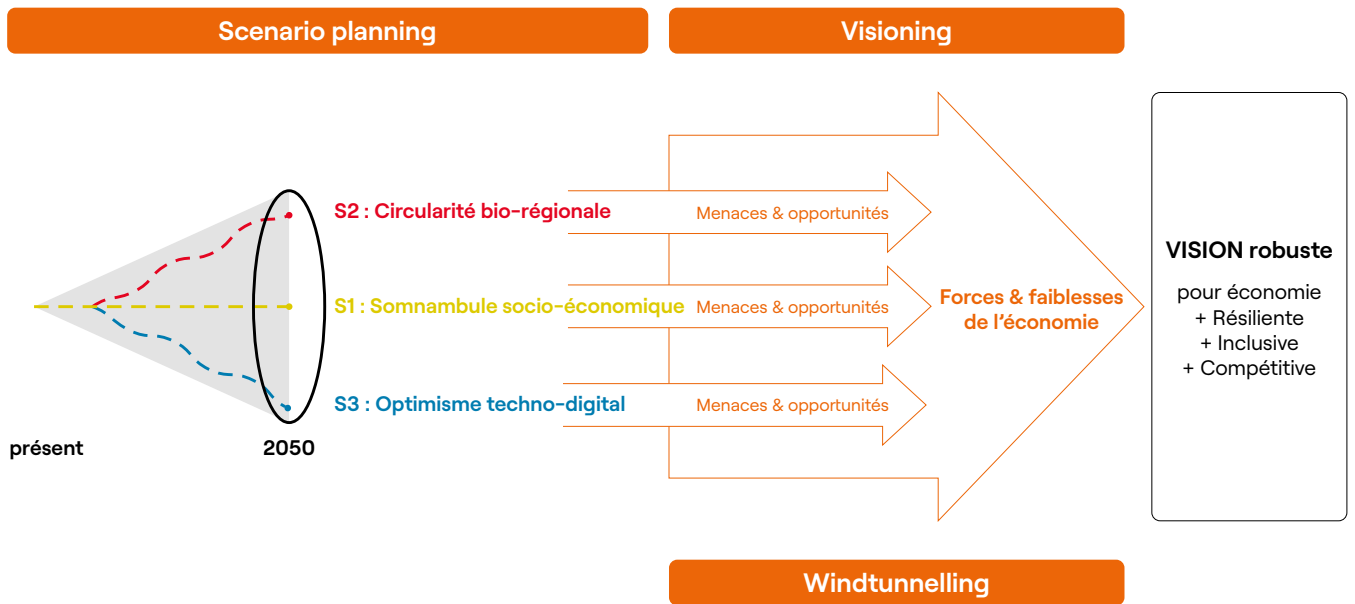 Scenario planning
Visioning
S2 : Circularité bio-régionale
Menaces & opportunités
S1 : Somnambule socio-économique
Menaces & opportunités
S3 : Optimisme techno-digital
Menaces & opportunités
présent
2050
Forces & faiblesses
de l’économie
VISION robuste
pour économie
+ Résiliente
+ Inclusive
+ Compétitive
Windtunnelling